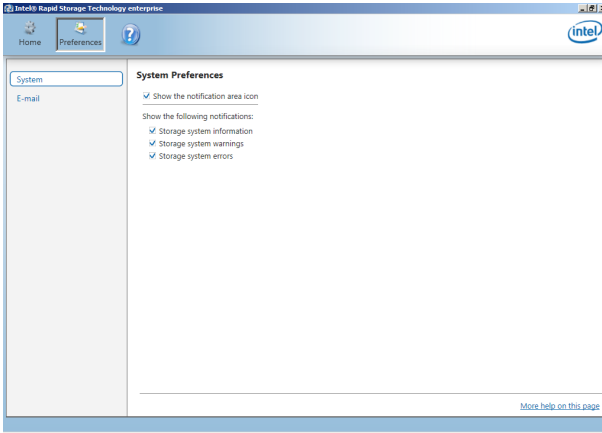 Intel® Rapid Storage Technology enterprise
Home
Preferences
?
intel
System
E-mail
System Preferences
Show the notification area icon
Show the following notifications:
Storage system information
Storage system warnings
Storage system errors
More help on this page